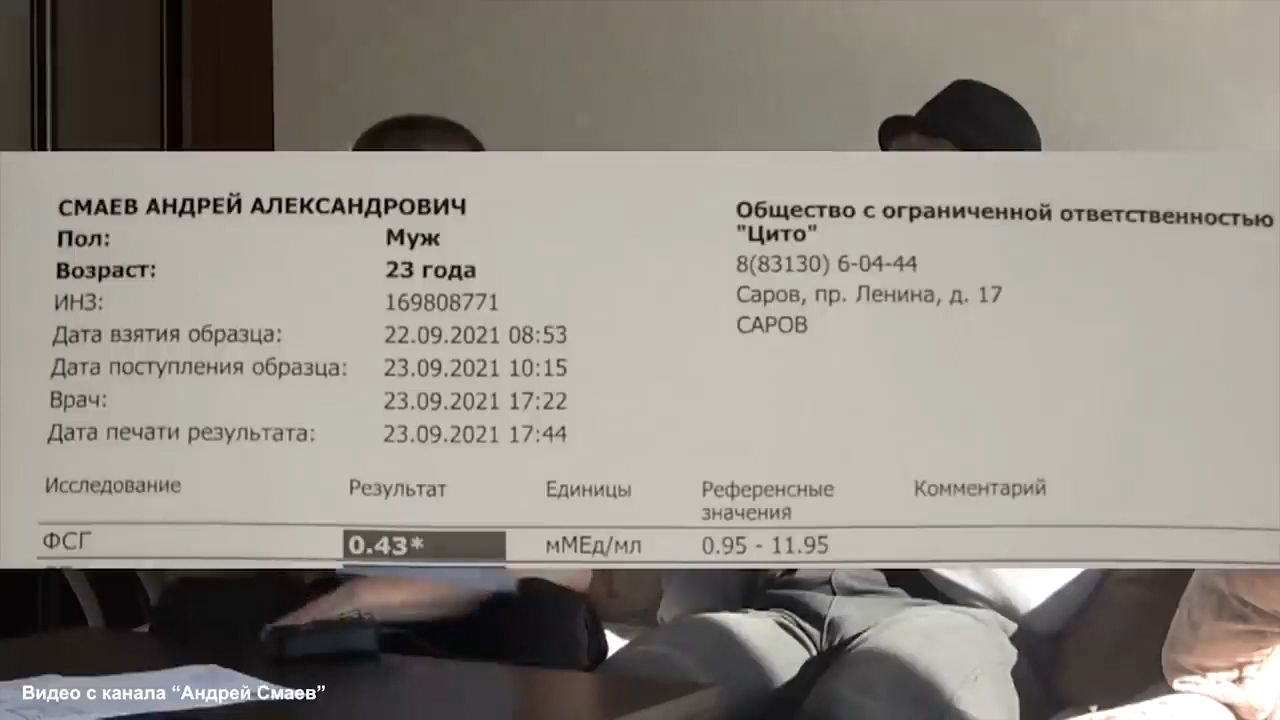 СМАЕВ АНДРЕЙ АЛЕКСАНДРОВИЧ
Пол: Муж
Возраст: 23 года
ИНЗ: 169808771
Дата взятия образца: 22.09.2021 08:53
Дата поступления образца: 23.09.2021 10:15
Врач: 23.09.2021 17:22
Дата печати результата: 23.09.2021 17:44
Общество с ограниченной ответственностью
"Цито"
8(83130) 6-04-44
Саров, пр. Ленина, д. 17
САРОВ
Исследование Результат Единицы Референсные значения Комментарий
ФСГ 0.43* мМЕд/мл 0.95 - 11.95
Видео с канала “Андрей Смаев”